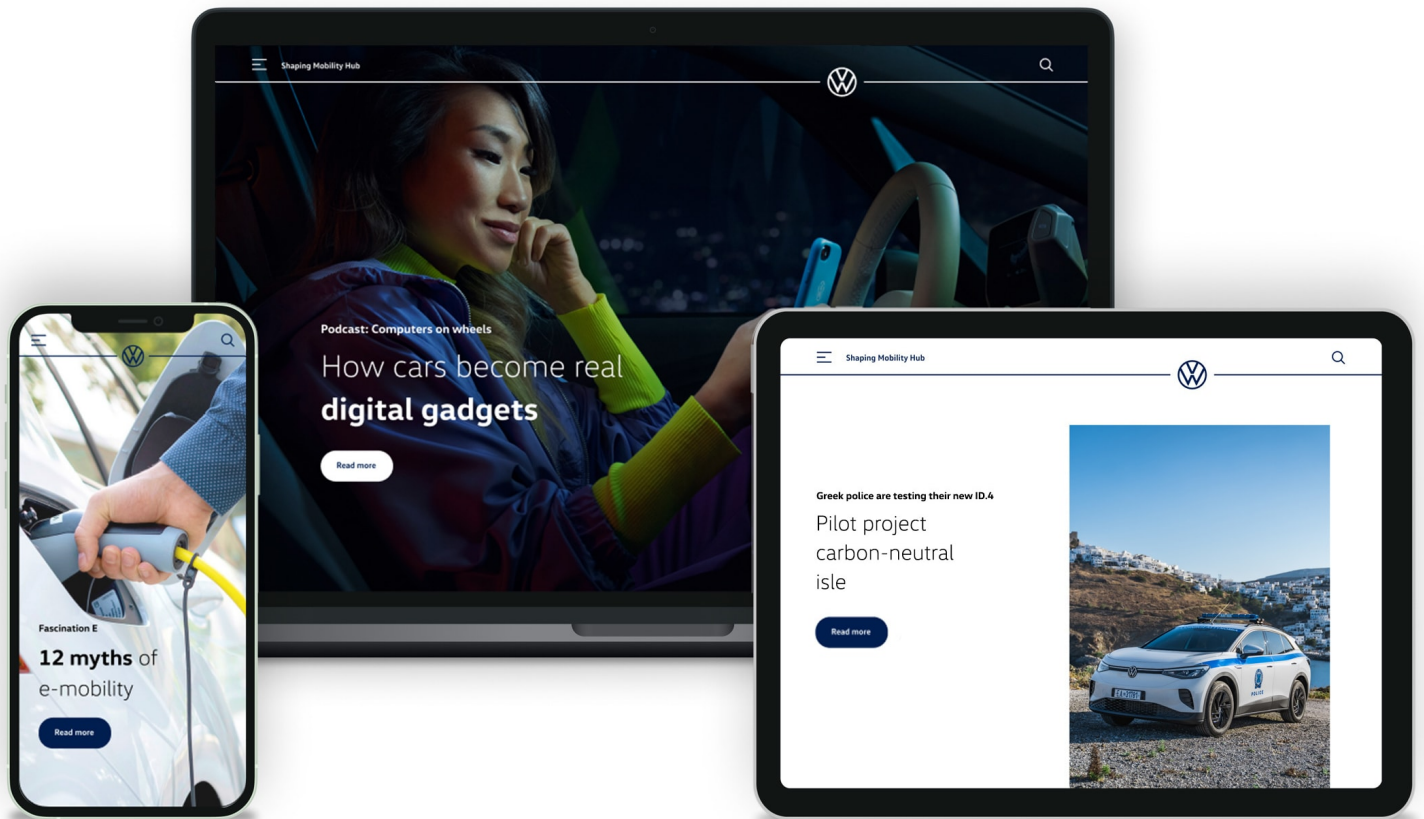 Shaping Mobility Hub
Podcast: Computers on wheels
How cars become real
digital gadgets
Read more
Fascination E
12 myths of
e-mobility
Read more
Shaping Mobility Hub
Greek police are testing their new ID.4
Pilot project
carbon-neutral
isle
Read more
POLICE